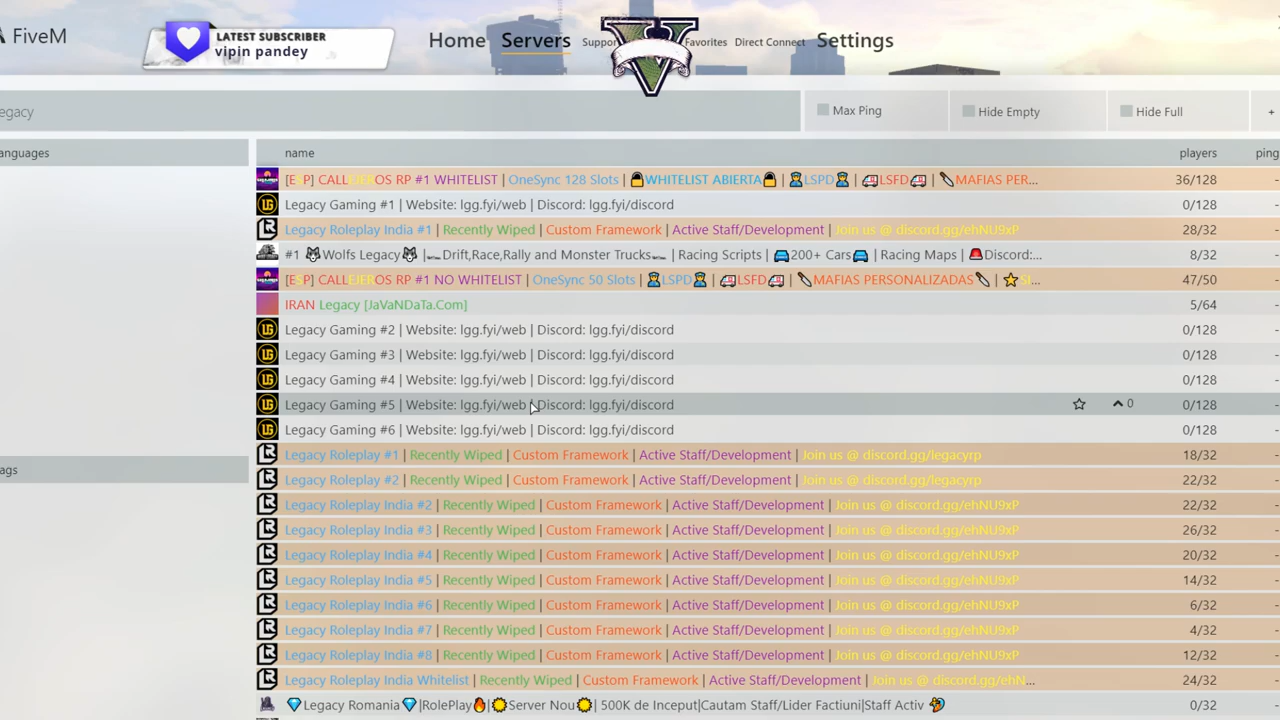 FiveM
LATEST SUBSCRIBER
vipin pandey
Home Servers Favorites Direct Connect Settings
egacy
Max Ping
Hide Empty
Hide Full
+
anguages
name players ping
[ESP] CALLEJEROS RP #1 WHITELIST | OneSync 128 Slots | 🔒WHITELIST ABIERTA🔒 | LSPD | LSFD | MAFIAS PER... 36/128 -
Legacy Gaming #1 | Website: lgg.fyi/web | Discord: lgg.fyi/discord 0/128 -
Legacy Roleplay India #1 | Recently Wiped | Custom Framework | Active Staff/Development | Join us @ discord.gg/ehNU9xP 28/32 -
#1 🐺Wolfs Legacy🐺 |Drift,Race,Rally and Monster Trucks | Racing Scripts | 🚘200+ Cars🚘 | Racing Maps | 🚨Discord:... 8/32 -
[ESP] CALLEJEROS RP #1 NO WHITELIST | OneSync 50 Slots | LSPD | LSFD | MAFIAS PERSONALIZADAS | ⭐... 47/50 -
IRAN Legacy [JaVaNDaTa.Com] 5/64 -
Legacy Gaming #2 | Website: lgg.fyi/web | Discord: lgg.fyi/discord 0/128 -
Legacy Gaming #3 | Website: lgg.fyi/web | Discord: lgg.fyi/discord 0/128 -
Legacy Gaming #4 | Website: lgg.fyi/web | Discord: lgg.fyi/discord 0/128 -
Legacy Gaming #5 | Website: lgg.fyi/web | Discord: lgg.fyi/discord 0 0/128 -
Legacy Gaming #6 | Website: lgg.fyi/web | Discord: lgg.fyi/discord 0/128 -
Legacy Roleplay #1 | Recently Wiped | Custom Framework | Active Staff/Development | Join us @ discord.gg/legacyrp 18/32 -
ags
Legacy Roleplay #2 | Recently Wiped | Custom Framework | Active Staff/Development | Join us @ discord.gg/legacyrp 22/32 -
Legacy Roleplay India #2 | Recently Wiped | Custom Framework | Active Staff/Development | Join us @ discord.gg/ehNU9xP 22/32 -
Legacy Roleplay India #3 | Recently Wiped | Custom Framework | Active Staff/Development | Join us @ discord.gg/ehNU9xP 26/32 -
Legacy Roleplay India #4 | Recently Wiped | Custom Framework | Active Staff/Development | Join us @ discord.gg/ehNU9xP 20/32 -
Legacy Roleplay India #5 | Recently Wiped | Custom Framework | Active Staff/Development | Join us @ discord.gg/ehNU9xP 14/32 -
Legacy Roleplay India #6 | Recently Wiped | Custom Framework | Active Staff/Development | Join us @ discord.gg/ehNU9xP 6/32 -
Legacy Roleplay India #7 | Recently Wiped | Custom Framework | Active Staff/Development | Join us @ discord.gg/ehNU9xP 4/32 -
Legacy Roleplay India #8 | Recently Wiped | Custom Framework | Active Staff/Development | Join us @ discord.gg/ehNU9xP 12/32 -
Legacy Roleplay India Whitelist | Recently Wiped | Custom Framework | Active Staff/Development | Join us @ discord.gg/ehN... 24/32 -
💎Legacy Romania💎|RolePlay🔥|🌟Server Nou🌟| 500K de Inceput|Cautam Staff/Lider Factiuni|Staff Activ 0/32 -